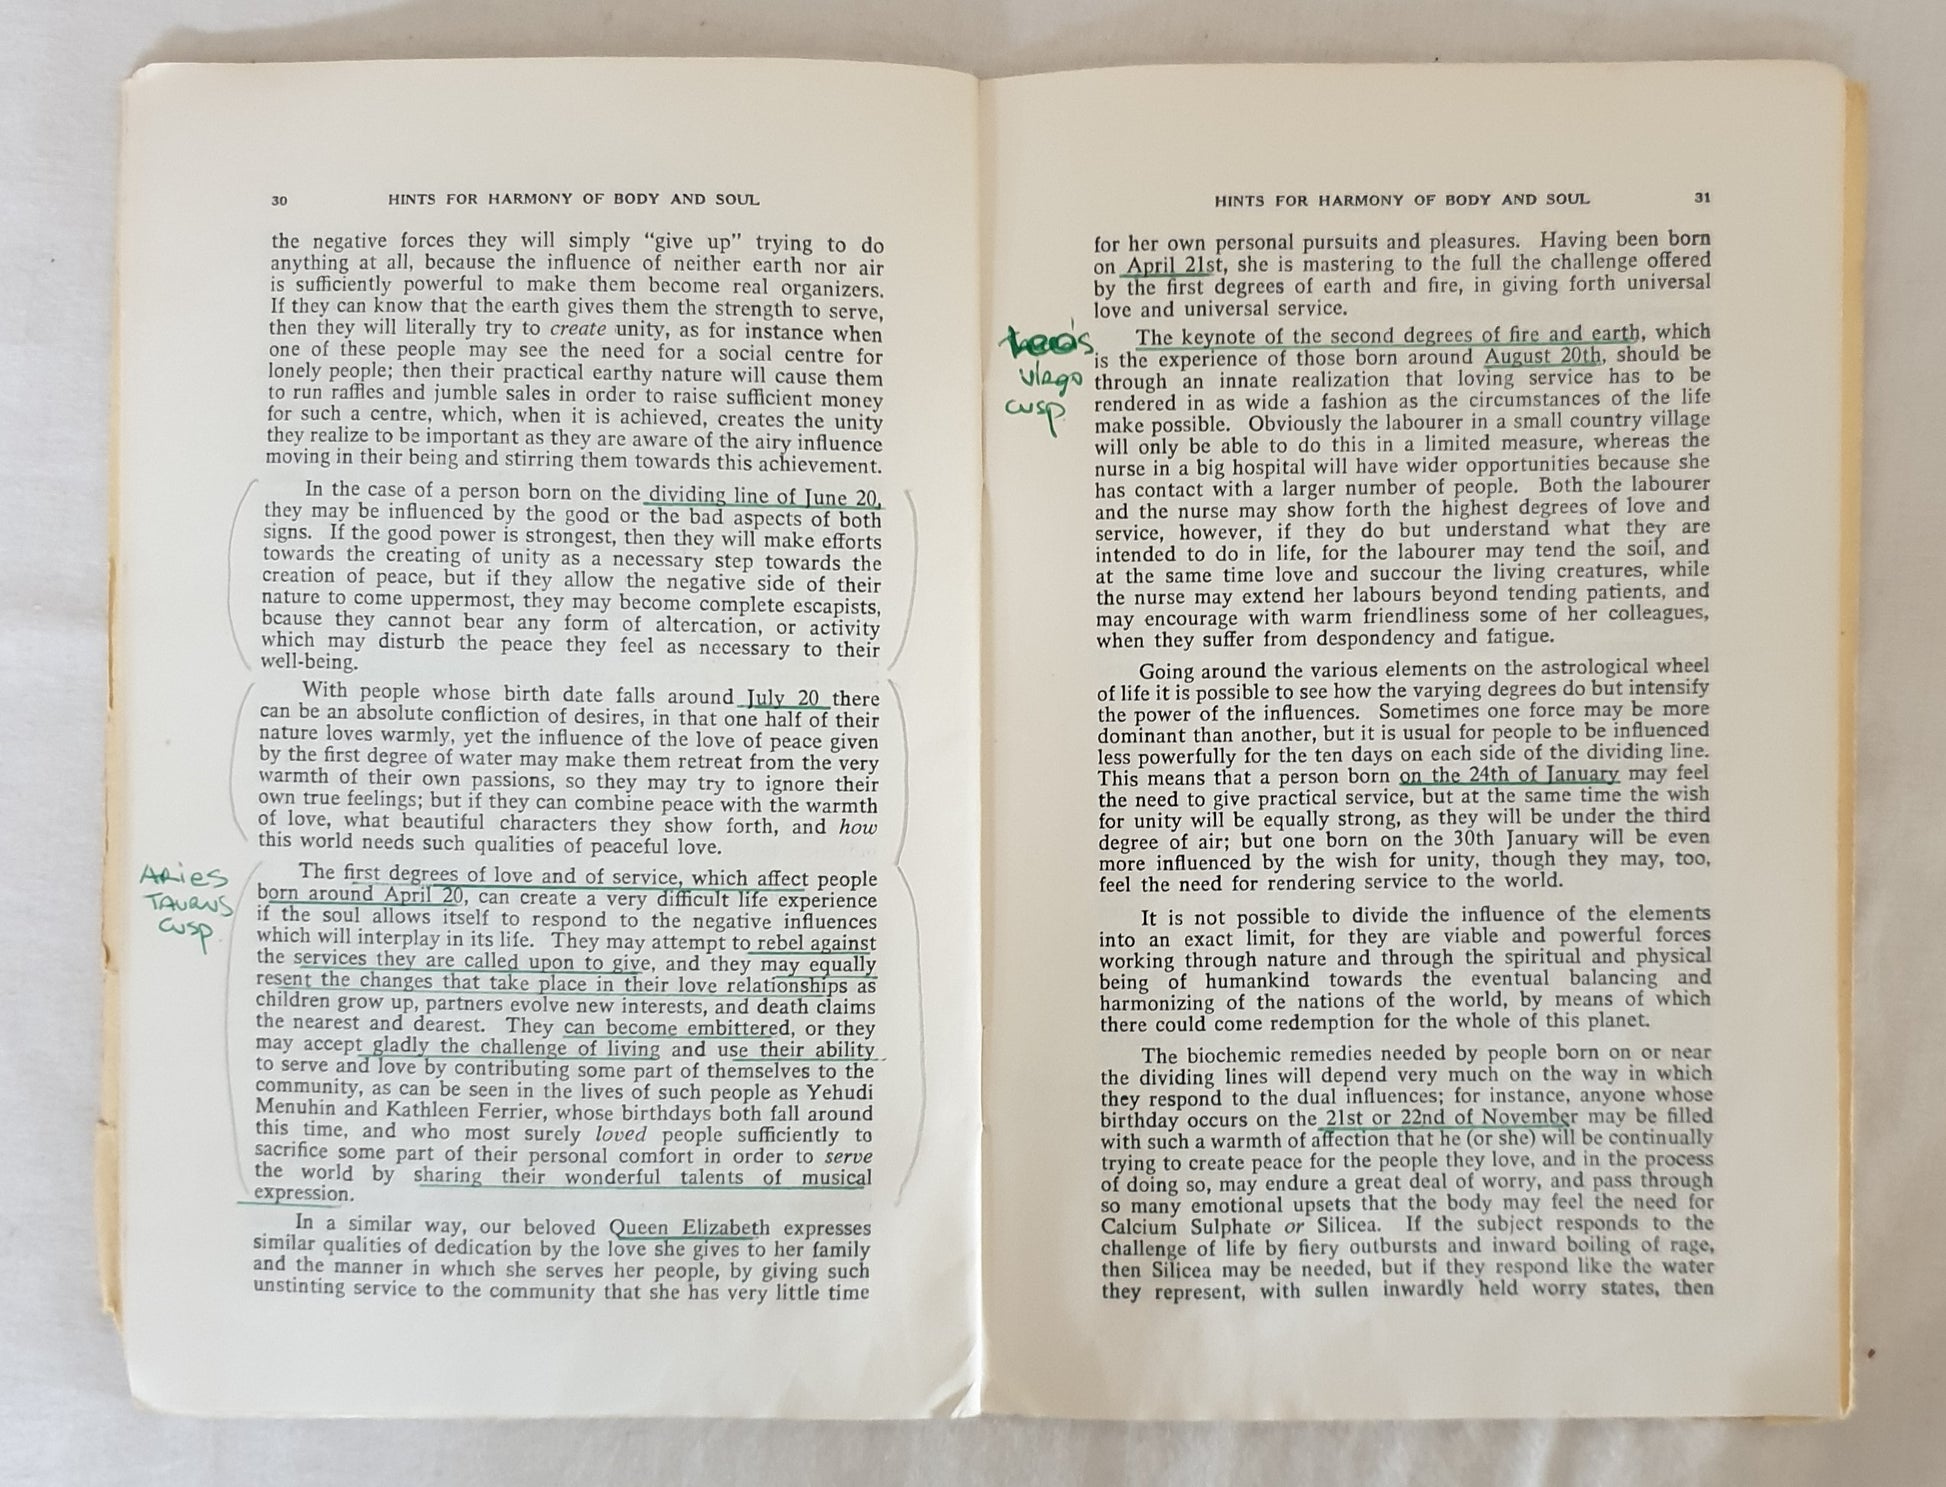 30 HINTS FOR HARMONY OF BODY AND SOUL
the negative forces they will simply “give up” trying to do
anything at all, because the influence of neither earth nor air
is sufficiently powerful to make them become real organizers.
If they can know that the earth gives them the strength to serve,
then they will literally try to create unity, as for instance when
one of these people may see the need for a social centre for
lonely people; then their practical earthy nature will cause them
to run raffles and jumble sales in order to raise sufficient money
for such a centre, which, when it is achieved, creates the unity
they realize to be important as they are aware of the airy influence
moving in their being and stirring them towards this achievement.
In the case of a person born on the dividing line of June 20,
they may be influenced by the good or the bad aspects of both
signs. If the good power is strongest, then they will make efforts
towards the creating of unity as a necessary step towards the
creation of peace, but if they allow the negative side of their
nature to come uppermost, they may become complete escapists,
bcause they cannot bear any form of altercation, or activity
which may disturb the peace they feel as necessary to their
well-being.
With people whose birth date falls around July 20 there
can be an absolute confliction of desires, in that one half of their
nature loves warmly, yet the influence of the love of peace given
by the first degree of water may make them retreat from the very
warmth of their own passions, so they may try to ignore their
own true feelings; but if they can combine peace with the warmth
of love, what beautiful characters they show forth, and how
this world needs such qualities of peaceful love.
Aries
Taurus
cusp
The first degrees of love and of service, which affect people
born around April 20, can create a very difficult life experience
if the soul allows itself to respond to the negative influences
which will interplay in its life. They may attempt to rebel against
the services they are called upon to give, and they may equally
resent the changes that take place in their love relationships as
children grow up, partners evolve new interests, and death claims
the nearest and dearest. They can become embittered, or they
may accept gladly the challenge of living and use their ability
to serve and love by contributing some part of themselves to the
community, as can be seen in the lives of such people as Yehudi
Menuhin and Kathleen Ferrier, whose birthdays both fall around
this time, and who most surely loved people sufficiently to
sacrifice some part of their personal comfort in order to serve
the world by sharing their wonderful talents of musical
expression.
In a similar way, our beloved Queen Elizabeth expresses
similar qualities of dedication by the love she gives to her family
and the manner in which she serves her people, by giving such
unstinting service to the community that she has very little time
HINTS FOR HARMONY OF BODY AND SOUL 31
for her own personal pursuits and pleasures. Having been born
on April 21st, she is mastering to the full the challenge offered
by the first degrees of earth and fire, in giving forth universal
love and universal service.
Virgo
cusp
The keynote of the second degrees of fire and earth, which
is the experience of those born around August 20th, should be
through an innate realization that loving service has to be
rendered in as wide a fashion as the circumstances of the life
make possible. Obviously the labourer in a small country village
will only be able to do this in a limited measure, whereas the
nurse in a big hospital will have wider opportunities because she
has contact with a larger number of people. Both the labourer
and the nurse may show forth the highest degrees of love and
service, however, if they do but understand what they are
intended to do in life, for the labourer may tend the soil, and
at the same time love and succour the living creatures, while
the nurse may extend her labours beyond tending patients, and
may encourage with warm friendliness some of her colleagues,
when they suffer from despondency and fatigue.
Going around the various elements on the astrological wheel
of life it is possible to see how the varying degrees do but intensify
the power of the influences. Sometimes one force may be more
dominant than another, but it is usual for people to be influenced
less powerfully for the ten days on each side of the dividing line.
This means that a person born on the 24th of January may feel
the need to give practical service, but at the same time the wish
for unity will be equally strong, as they will be under the third
degree of air; but one born on the 30th January will be even
more influenced by the wish for unity, though they may, too,
feel the need for rendering service to the world.
It is not possible to divide the influence of the elements
into an exact limit, for they are viable and powerful forces
working through nature and through the spiritual and physical
being of humankind towards the eventual balancing and
harmonizing of the nations of the world, by means of which
there could come redemption for the whole of this planet.
The biochemic remedies needed by people born on or near
the dividing lines will depend very much on the way in which
they respond to the dual influences; for instance, anyone whose
birthday occurs on the 21st or 22nd of November may be filled
with such a warmth of affection that he (or she) will be continually
trying to create peace for the people they love, and in the process
of doing so, may endure a great deal of worry, and pass through
so many emotional upsets that the body may feel the need for
Calcium Sulphate or Silicea. If the subject responds to the
challenge of life by fiery outbursts and inward boiling of rage,
then Silicea may be needed, but if they respond like the water
they represent, with sullen inwardly held worry states, then